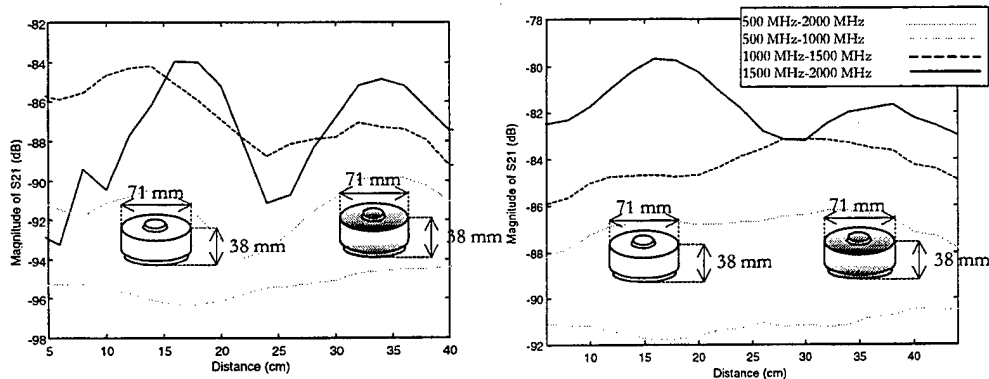 -82
-84
-86
-88
-90
-92
-94
-96
-98
Magnitude of S21 (dB)
71 mm
38 mm
71 mm
38 mm
5
10
15
20
25
30
35
40
Distance (cm)
-78
-80
-82
-84
-86
-88
-90
-92
Magnitude of S21 (dB)
500 MHz-2000 MHz
500 MHz-1000 MHz
1000 MHz-1500 MHz
1500 MHz-2000 MHz
71 mm
38 mm
71 mm
38 mm
10
15
20
25
30
35
40
Distance (cm)